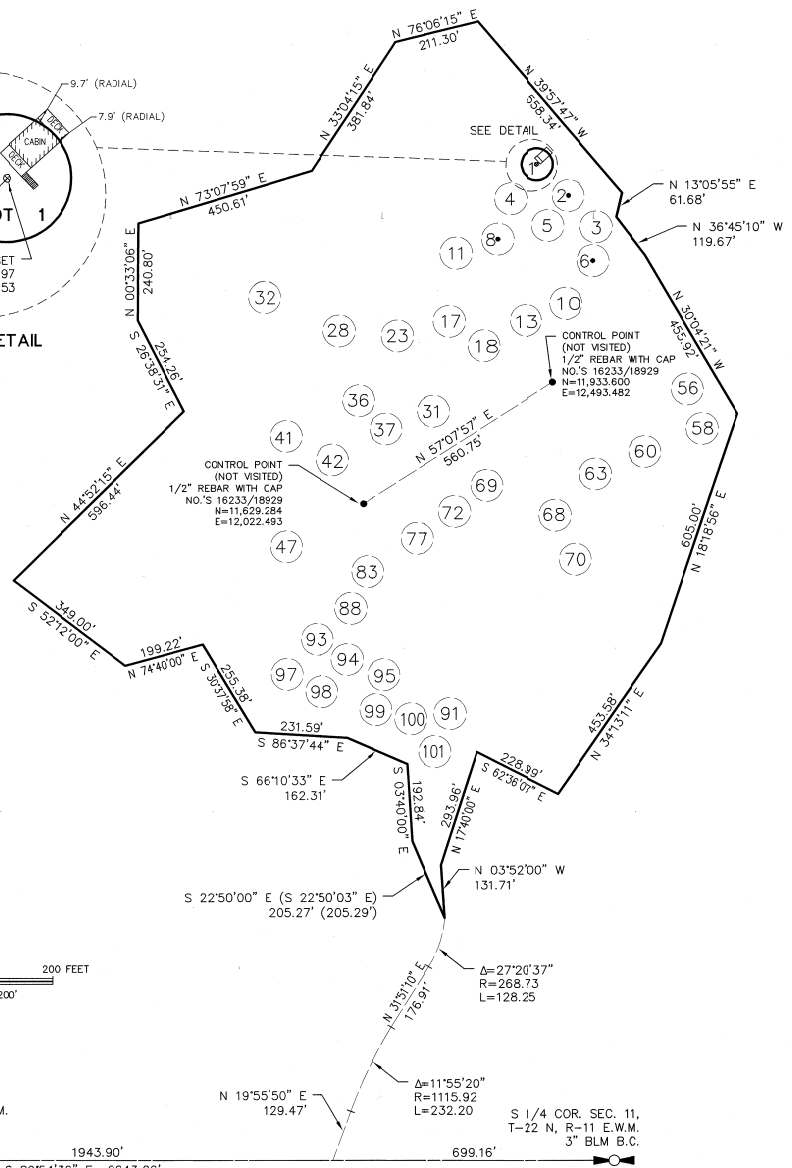 N 76°06'15" E
211.30'
N 39°57'47" W
558.34'
N 33°04'15" E
381.84'
9.7' (RADIAL)
7.9' (RADIAL)
DECK
CABIN
DECK
SEE DETAIL
1
N 13°05'55" E
61.68'
N 36°45'10" W
119.67'
N 73°07'59" E
450.61'
4
2
5
3
8
11
6
OT 1
SET
97
53
ETAIL
N 00°33'06" E
240.80'
32
10
13
17
28
23
18
N 30°04'21" W
455.92'
S 26°38'31" E
254.26'
CONTROL POINT
(NOT VISITED)
1/2" REBAR WITH CAP
NO.'S 16233/18929
N=11,933.600
E=12,493.482
56
58
36
31
37
41
42
N 57°07'57" E
560.75'
60
63
N 44°52'15" E
596.44'
CONTROL POINT
(NOT VISITED)
1/2" REBAR WITH CAP
NO.'S 16233/18929
N=11,629.284
E=12,022.493
69
72
68
70
605.00'
N 18°18'56" E
47
77
83
88
349.00'
S 52°12'00" E
199.22'
N 74°40'00" E
255.38'
S 30°37'58" E
93
94
97
98
95
99
100
91
101
453.58'
N 34°13'11" E
231.59'
S 86°37'44" E
S 66°10'33" E
162.31'
192.84'
S 03°40'00" E
293.96'
N 17°40'00" E
228.99'
S 62°36'07" E
N 03°52'00" W
131.71'
S 22°50'00" E (S 22°50'03" E)
205.27' (205.29')
200 FEET
200'
Δ=27°20'37"
R=268.73
L=128.25
N 31°51'10" E
176.91'
Δ=11°55'20"
R=1115.92
L=232.20
N 19°55'50" E
129.47'
M.
S 1/4 COR. SEC. 11,
T-22 N, R-11 E.W.M.
3" BLM B.C.
1943.90'
699.16'